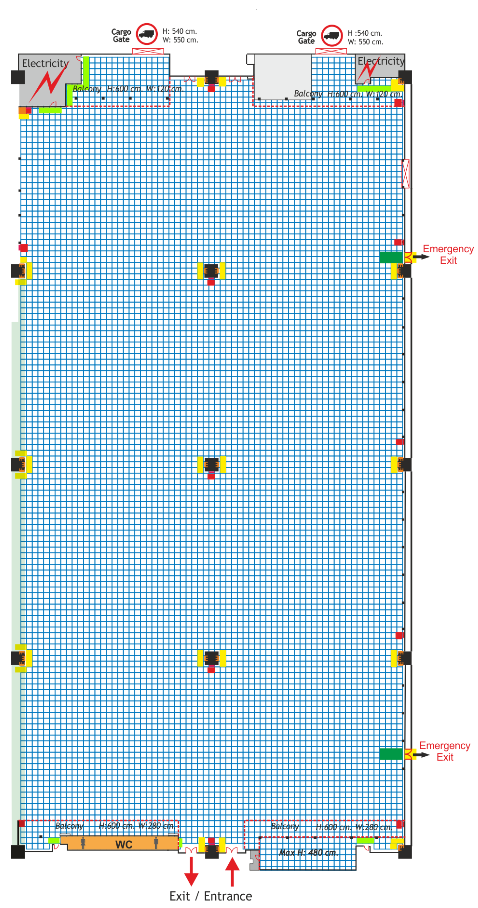 Cargo Gate
H: 540 cm.
W: 550 cm.
Cargo Gate
H :540 cm.
W: 550 cm.
Electricity
Electricity
Balcony H:600 cm. W:120 cm.
Balcony H:600 cm. W:120 cm.
Emergency
Exit
Emergency
Exit
Balcony H:600 cm. W:280 cm.
Balcony H:600 cm. W:280 cm.
WC
Max H: 480 cm.
Exit / Entrance